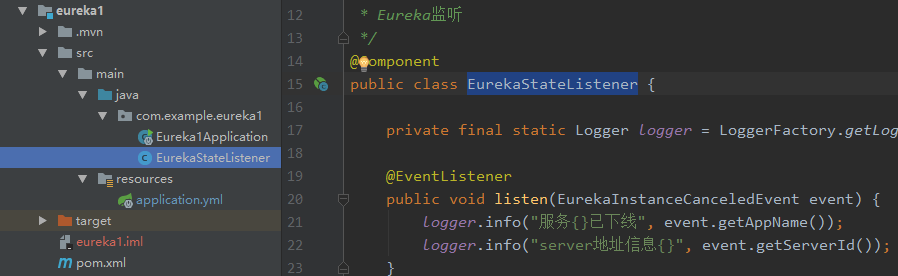 eureka1
.mvn
src
main
java
com.example.eureka1
Eureka1Application
EurekaStateListener
resources
application.yml
target
eureka1.iml
pom.xml
12 * Eureka监听
13 */
14 @Component
15 public class EurekaStateListener {
16
17 private final static Logger logger = LoggerFactory.getLog
18
19 @EventListener
20 public void listen(EurekaInstanceCanceledEvent event) {
21 logger.info("服务{}已下线", event.getAppName());
22 logger.info("server地址信息{}", event.getServerId());
23 }